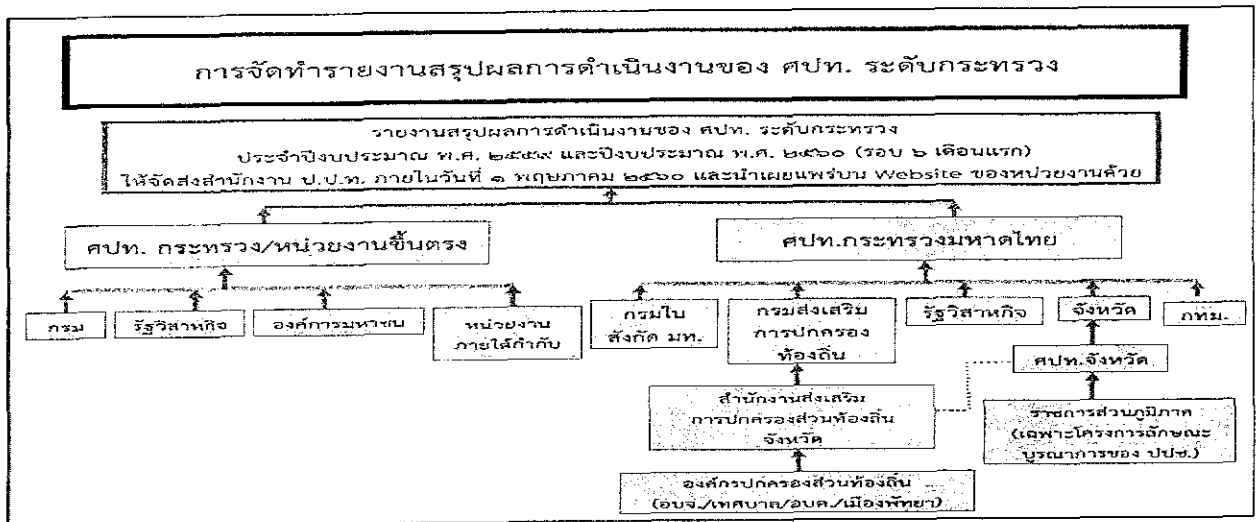 การจัดทำรายงานสรุปผลการดำเนินงานของ ศปท. ระดับกระทรวง
รายงานสรุปผลการดำเนินงานของ ศปท. ระดับกระทรวง
ประจำปีงบประมาณ พ.ศ. ๒๕๕๙ และปีงบประมาณ พ.ศ. ๒๕๖๐ (รอบ ๖ เดือนแรก)
ให้จัดส่งสำนักงาน ป.ป.ท. ภายในวันที่ ๑ พฤษภาคม ๒๕๖๐ และนำเผยแพร่บน Website ของหน่วยงานด้วย
ศปท. กระทรวง/หน่วยงานขึ้นตรง
ศปท.กระทรวงมหาดไทย
กรม
รัฐวิสาหกิจ
องค์การมหาชน
หน่วยงาน
ภายใต้กำกับ
กรมใน
สังกัด มท.
กรมส่งเสริม
การปกครอง
ท้องถิ่น
รัฐวิสาหกิจ
จังหวัด
กทม.
ศปท.จังหวัด
สำนักงานส่งเสริม
การปกครองส่วนท้องถิ่น
จังหวัด
ราชการส่วนภูมิภาค
(เฉพาะโครงการลักษณะ
บูรณาการของ ปปช.)
องค์กรปกครองส่วนท้องถิ่น
(อบจ./เทศบาล/อบต./เมืองพัทยา)